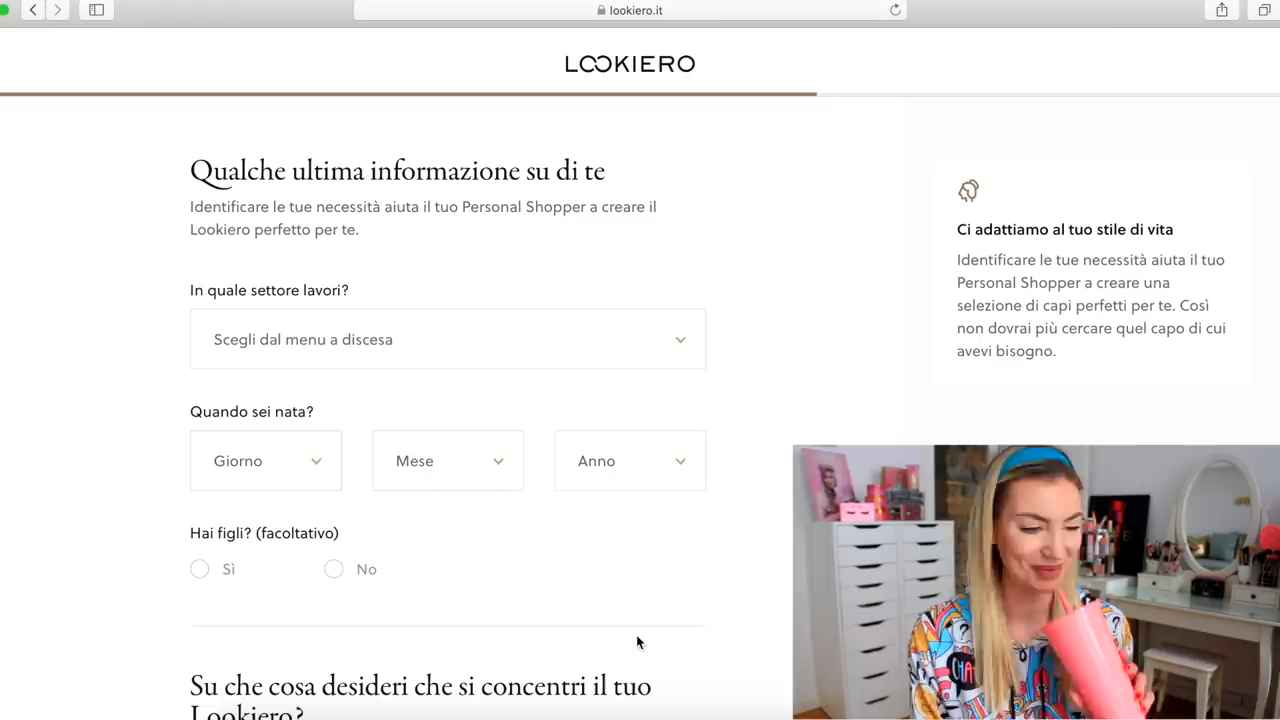 lookiero.it
LOOKIERO
Qualche ultima informazione su di te
Identificare le tue necessità aiuta il tuo Personal Shopper a creare il
Lookiero perfetto per te.
In quale settore lavori?
Scegli dal menu a discesa
Quando sei nata?
Giorno
Mese
Anno
Hai figli? (facoltativo)
Sì
No
Su che cosa desideri che si concentri il tuo
Lookiero?
Ci adattiamo al tuo stile di vita
Identificare le tue necessità aiuta il tuo
Personal Shopper a creare una
selezione di capi perfetti per te. Così
non dovrai più cercare quel capo di cui
avevi bisogno.